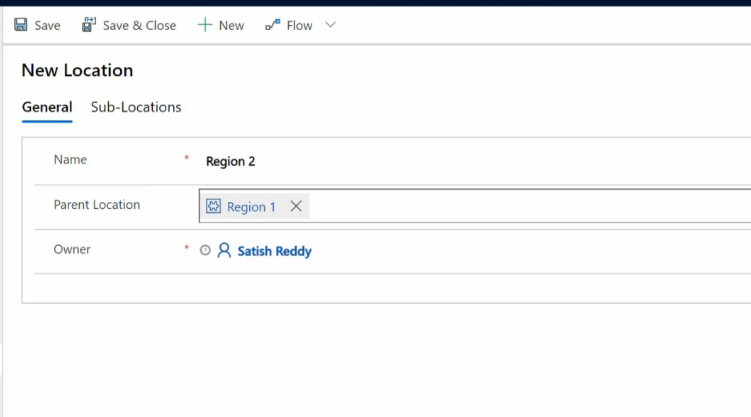 Save Save & Close New Flow
New Location
General Sub-Locations
Name * Region 2
Parent Location Region 1
Owner * Satish Reddy